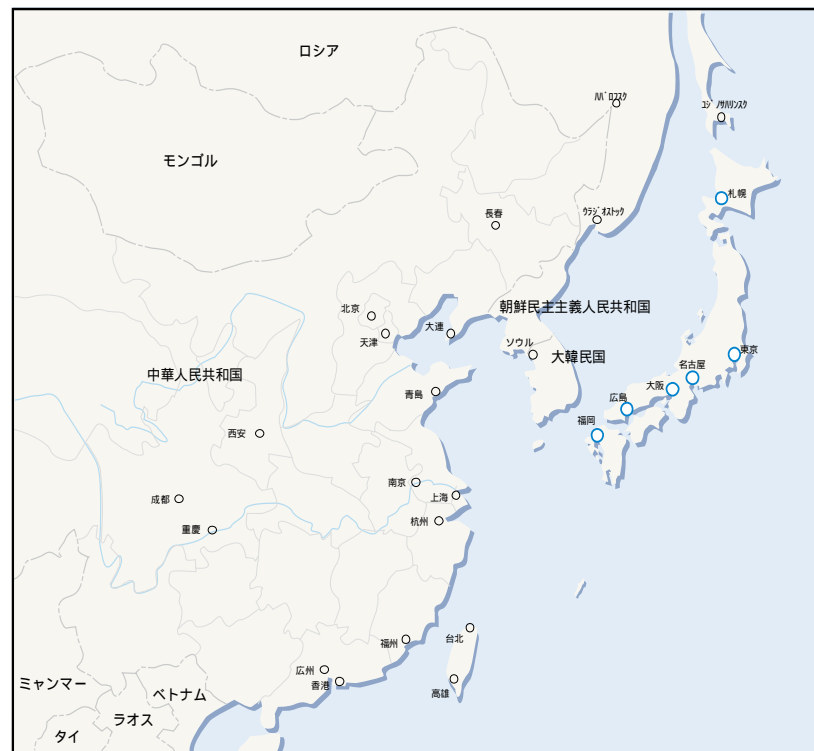 ロシア
ﾊﾊﾞﾛﾌｽｸ
ﾕｼﾞﾉｻﾊﾘﾝｽｸ
モンゴル
札幌
長春
ｳﾗｼﾞｵｽﾄｯｸ
北京
朝鮮民主主義人民共和国
天津
大連
ソウル
大韓民国
東京
名古屋
中華人民共和国
大阪
青島
広島
福岡
西安
南京
成都
上海
重慶
杭州
福州
台北
広州
香港
ミャンマー
ベトナム
高雄
ラオス
タイ